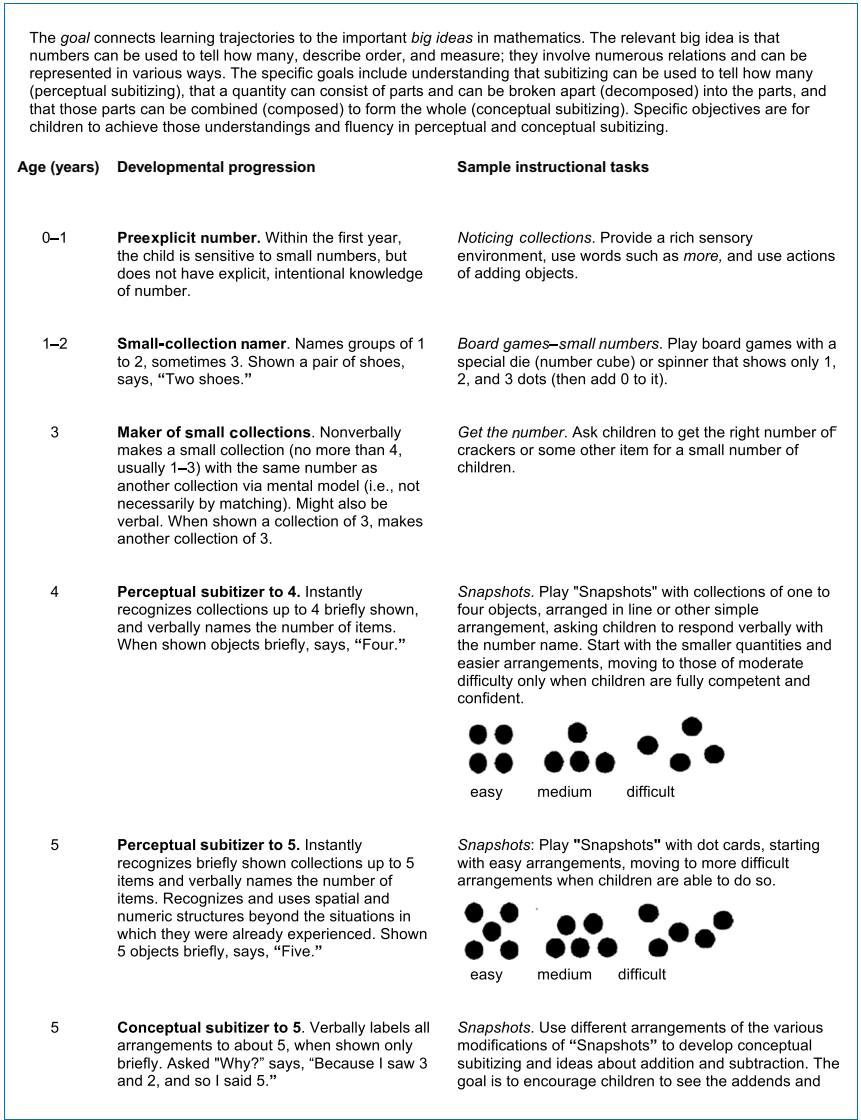 The goal connects learning trajectories to the important big ideas in mathematics. The relevant big idea is that
numbers can be used to tell how many, describe order, and measure; they involve numerous relations and can be
represented in various ways. The specific goals include understanding that subitizing can be used to tell how many
(perceptual subitizing), that a quantity can consist of parts and can be broken apart (decomposed) into the parts, and
that those parts can be combined (composed) to form the whole (conceptual subitizing). Specific objectives are for
children to achieve those understandings and fluency in perceptual and conceptual subitizing.
Age (years) Developmental progression Sample instructional tasks
0–1
Preexplicit number. Within the first year,
the child is sensitive to small numbers, but
does not have explicit, intentional knowledge
of number.
Noticing collections. Provide a rich sensory
environment, use words such as more, and use actions
of adding objects.
1–2
Small-collection namer. Names groups of 1
to 2, sometimes 3. Shown a pair of shoes,
says, “Two shoes.”
Board games–small numbers. Play board games with a
special die (number cube) or spinner that shows only 1,
2, and 3 dots (then add 0 to it).
3
Maker of small collections. Nonverbally
makes a small collection (no more than 4,
usually 1–3) with the same number as
another collection via mental model (i.e., not
necessarily by matching). Might also be
verbal. When shown a collection of 3, makes
another collection of 3.
Get the number. Ask children to get the right number of
crackers or some other item for a small number of
children.
4
Perceptual subitizer to 4. Instantly
recognizes collections up to 4 briefly shown,
and verbally names the number of items.
When shown objects briefly, says, “Four.”
Snapshots. Play "Snapshots" with collections of one to
four objects, arranged in line or other simple
arrangement, asking children to respond verbally with
the number name. Start with the smaller quantities and
easier arrangements, moving to those of moderate
difficulty only when children are fully competent and
confident.
easy medium difficult
5
Perceptual subitizer to 5. Instantly
recognizes briefly shown collections up to 5
items and verbally names the number of
items. Recognizes and uses spatial and
numeric structures beyond the situations in
which they were already experienced. Shown
5 objects briefly, says, “Five.”
Snapshots: Play "Snapshots" with dot cards, starting
with easy arrangements, moving to more difficult
arrangements when children are able to do so.
easy medium difficult
5
Conceptual subitizer to 5. Verbally labels all
arrangements to about 5, when shown only
briefly. Asked "Why?” says, “Because I saw 3
and 2, and so I said 5.”
Snapshots. Use different arrangements of the various
modifications of “Snapshots” to develop conceptual
subitizing and ideas about addition and subtraction. The
goal is to encourage children to see the addends and